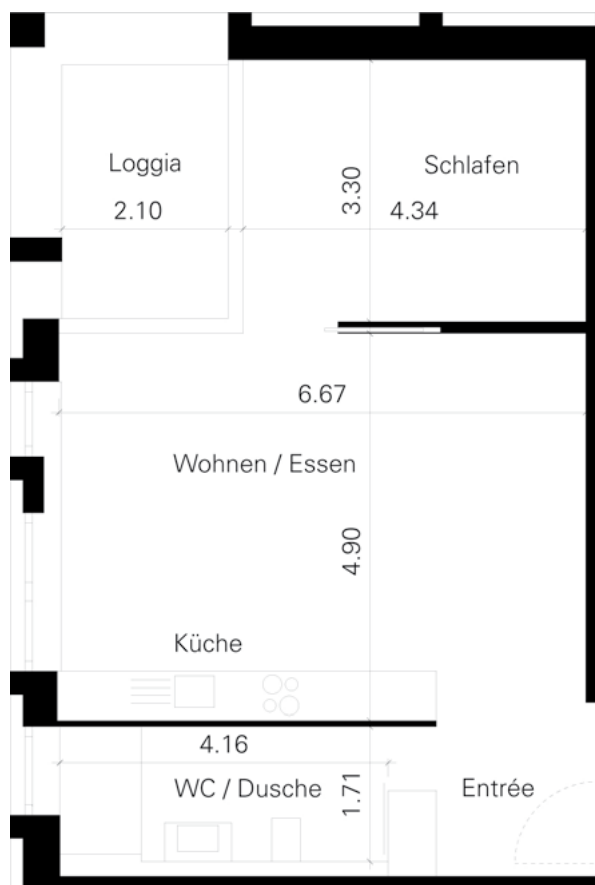 Loggia
Schlafen
2.10
3.30
4.34
6.67
Wohnen / Essen
4.90
Küche
4.16
WC / Dusche
1.71
Entrée